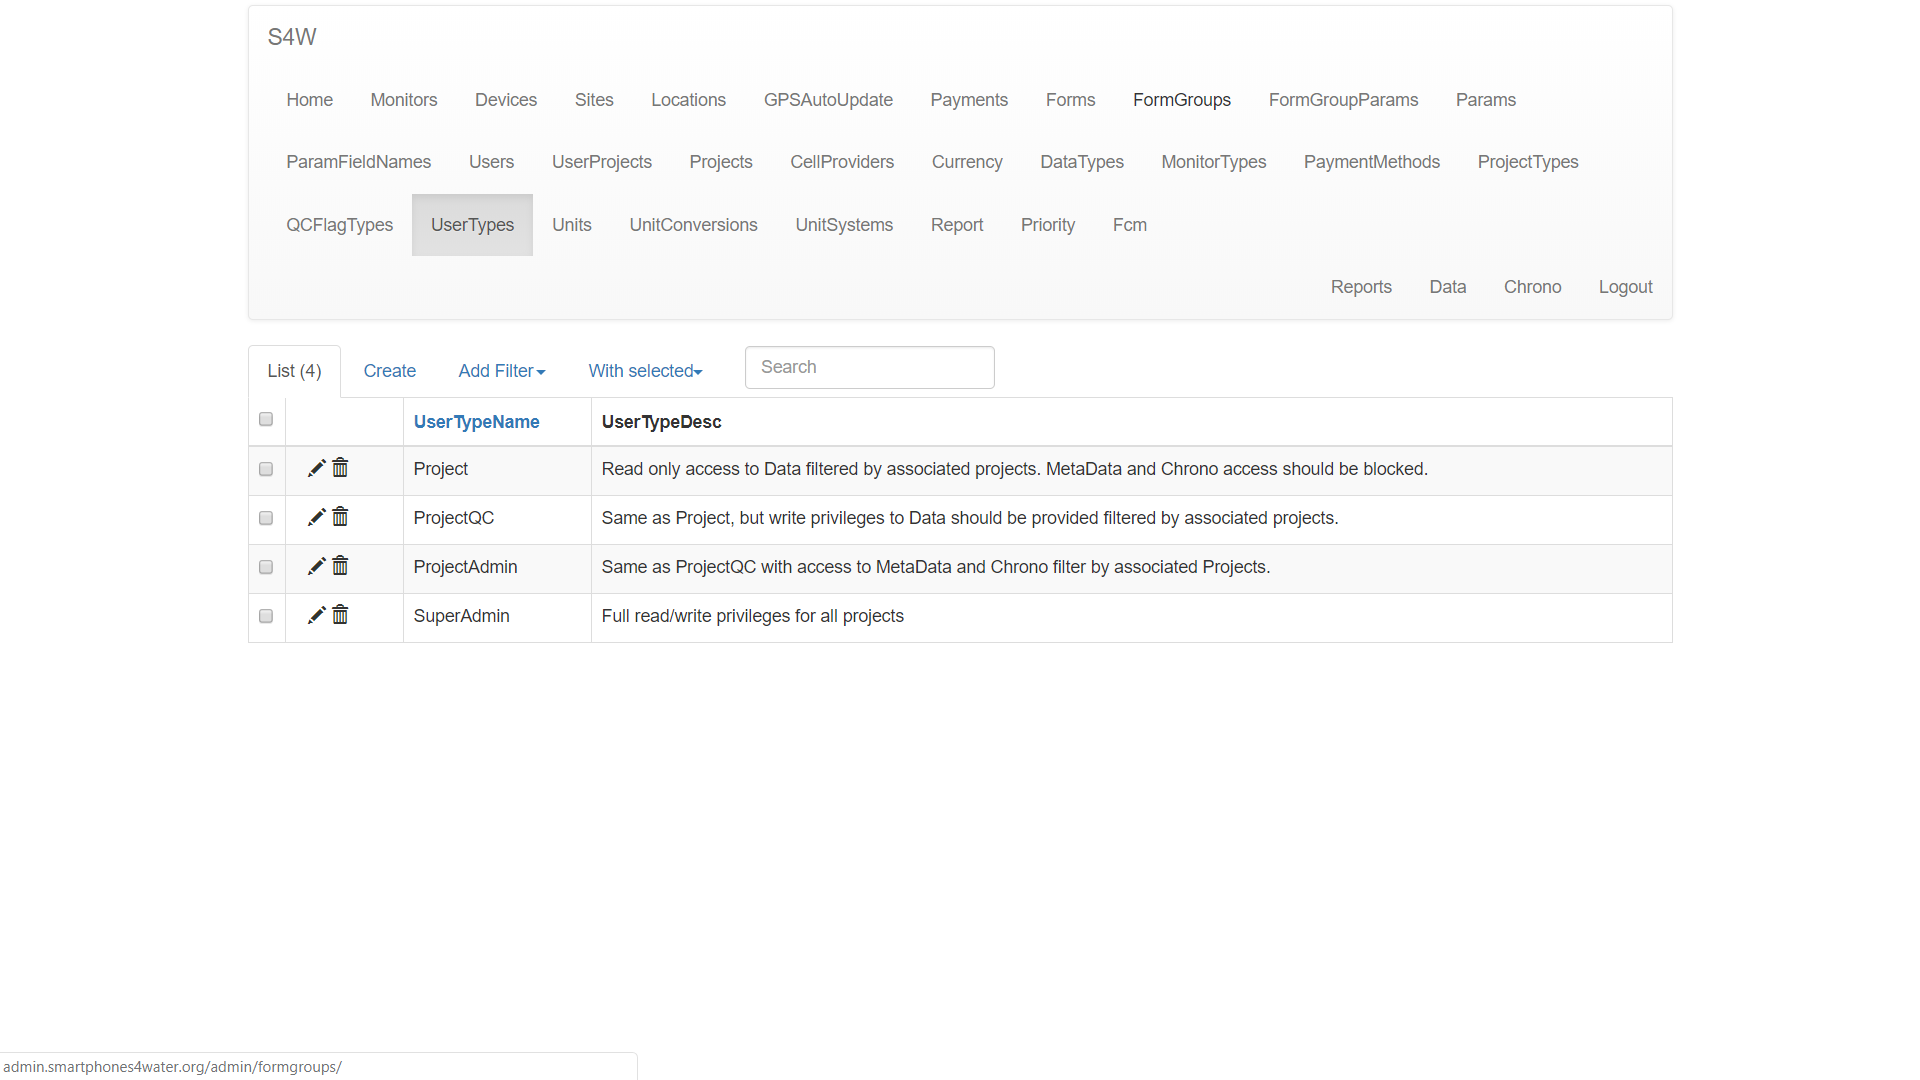 S4W
Home Monitors Devices Sites Locations GPSAutoUpdate Payments Forms FormGroups FormGroupParams Params
ParamFieldNames Users UserProjects Projects CellProviders Currency DataTypes MonitorTypes PaymentMethods ProjectTypes
QCFlagTypes UserTypes Units UnitConversions UnitSystems Report Priority Fcm
Reports Data Chrono Logout
List (4) Create Add Filter With selected Search
UserTypeName UserTypeDesc
Project Read only access to Data filtered by associated projects. MetaData and Chrono access should be blocked.
ProjectQC Same as Project, but write privileges to Data should be provided filtered by associated projects.
ProjectAdmin Same as ProjectQC with access to MetaData and Chrono filter by associated Projects.
SuperAdmin Full read/write privileges for all projects
admin.smartphones4water.org/admin/formgroups/